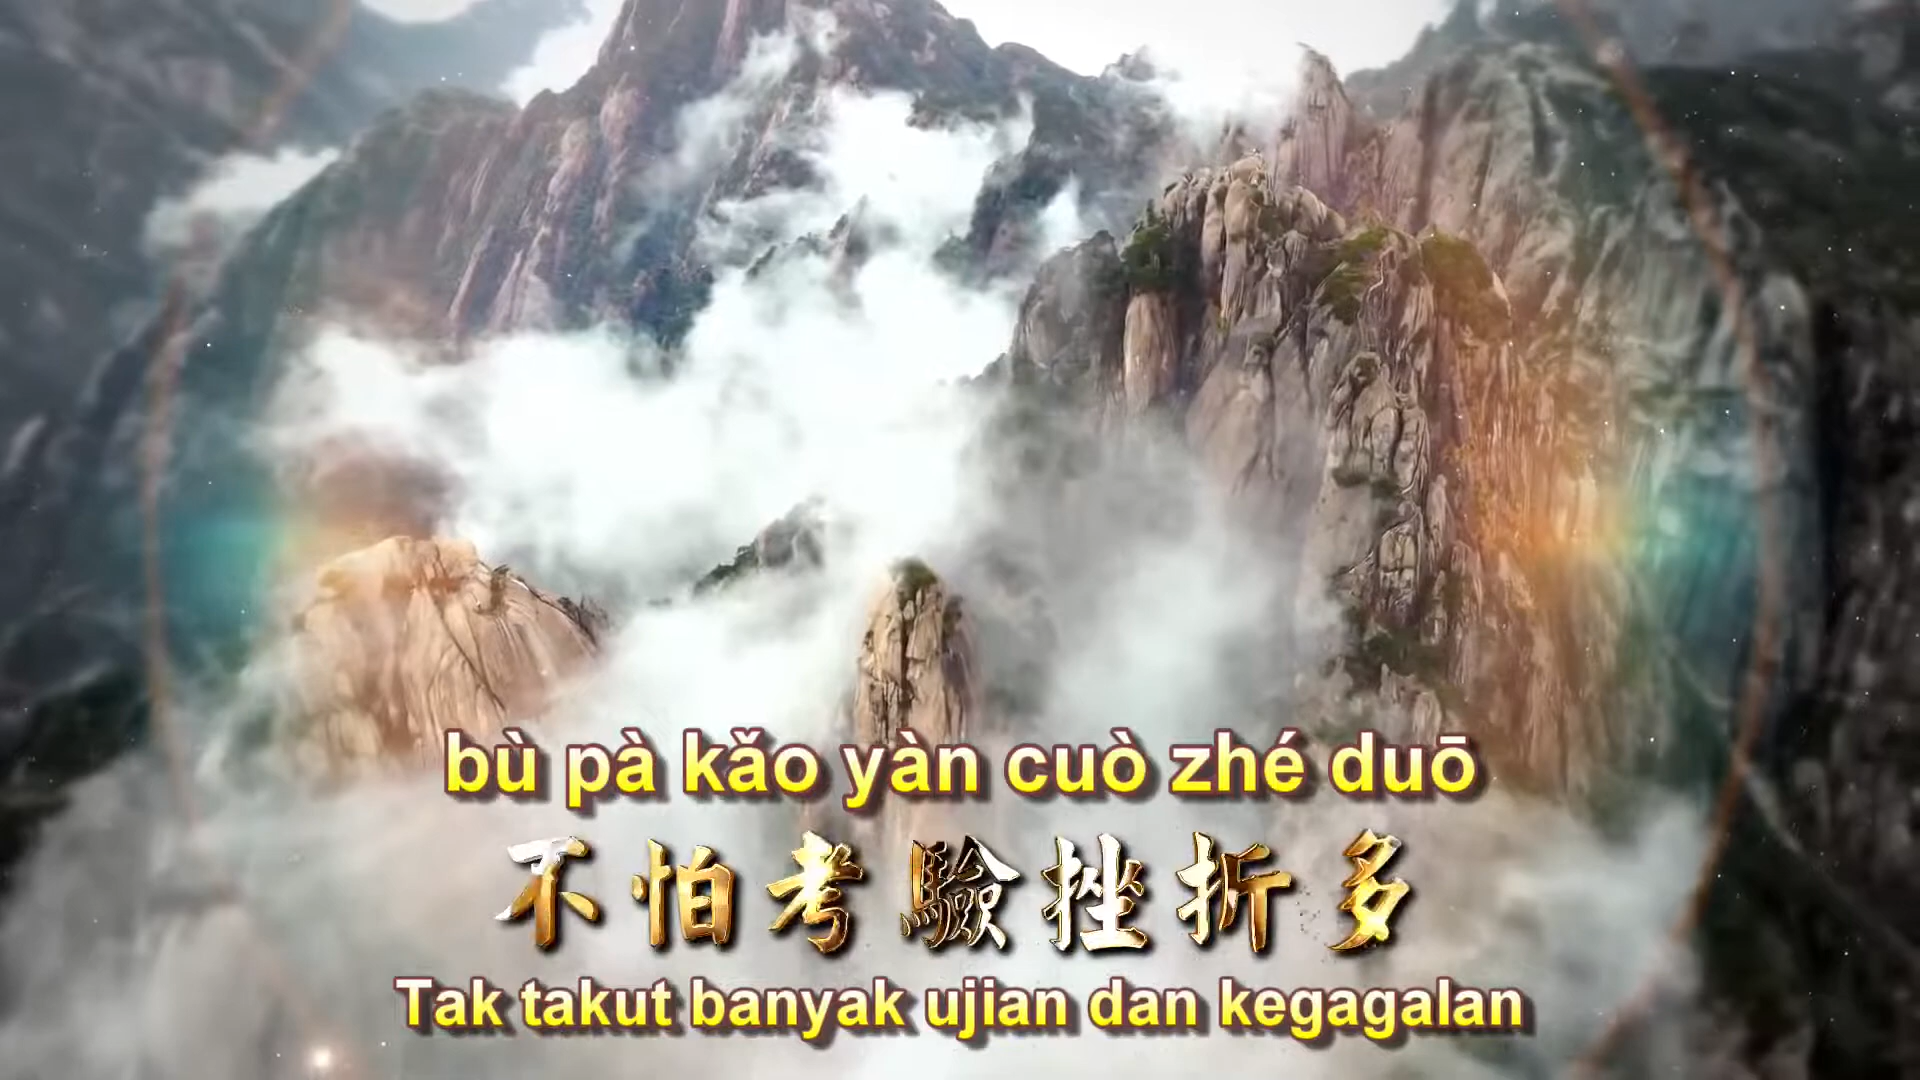 bù pà kǎo yàn cuò zhé duō
不怕考驗挫折多
Tak takut banyak ujian dan kegagalan